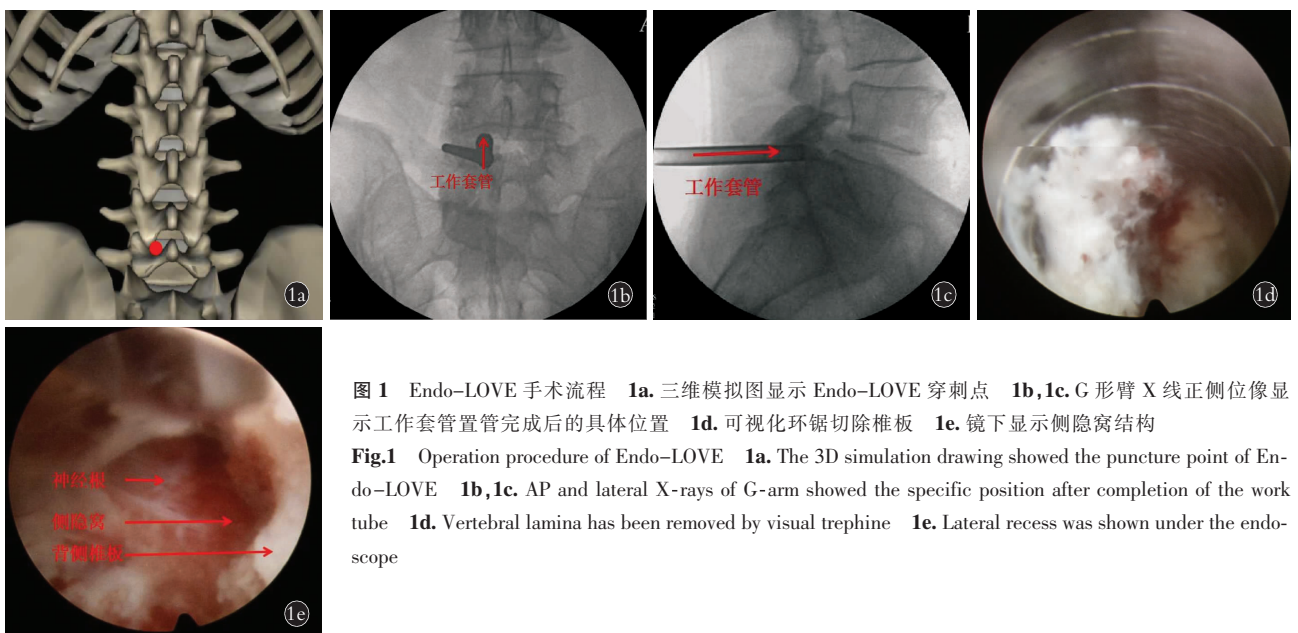 1a
工作套管
1b
工作套管
1c
1d
神经根
侧隐窝
背侧椎板
1e
图 1 Endo-LOVE 手术流程 1a. 三维模拟图显示 Endo-LOVE 穿刺点 1b,1c. G 形臂 X 线正侧位像显
示工作套管置管完成后的具体位置 1d. 可视化环锯切除椎板 1e. 镜下显示侧隐窝结构
Fig.1 Operation procedure of Endo-LOVE 1a. The 3D simulation drawing showed the puncture point of En-
do-LOVE 1b,1c. AP and lateral X-rays of G-arm showed the specific position after completion of the work
tube 1d. Vertebral lamina has been removed by visual trephine 1e. Lateral recess was shown under the endo-
scope